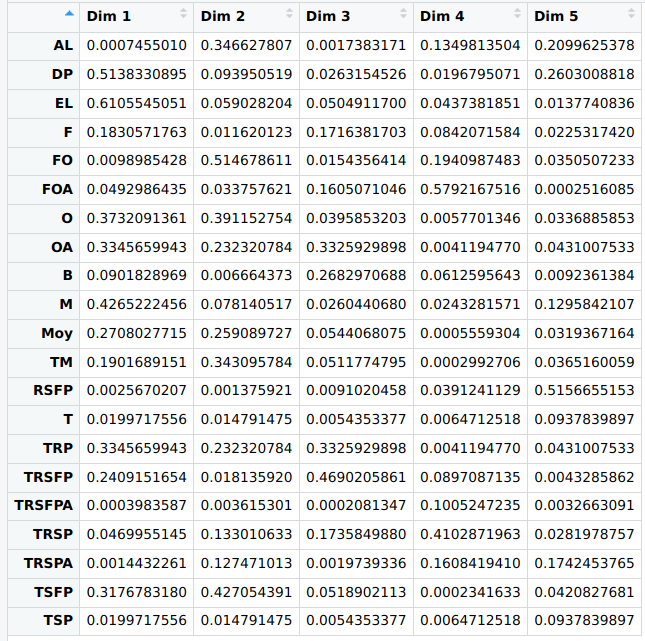 Dim 1 Dim 2 Dim 3 Dim 4 Dim 5
AL 0.0007455010 0.346627807 0.0017383171 0.1349813504 0.2099625378
DP 0.5138330895 0.093950519 0.0263154526 0.0196795071 0.2603008818
EL 0.6105545051 0.059028204 0.0504911700 0.0437381851 0.0137740836
F 0.1830571763 0.011620123 0.1716381703 0.0842071584 0.0225317420
FO 0.0098985428 0.514678611 0.0154356414 0.1940987483 0.0350507233
FOA 0.0492986435 0.033757621 0.1605071046 0.5792167516 0.0002516085
O 0.3732091361 0.391152754 0.0395853203 0.0057701346 0.0336885853
OA 0.3345659943 0.232320784 0.3325929898 0.0041194770 0.0431007533
B 0.0901828969 0.006664373 0.2682970688 0.0612595643 0.0092361384
M 0.4265222456 0.078140517 0.0260440680 0.0243281571 0.1295842107
Moy 0.2708027715 0.259089727 0.0544068075 0.0005559304 0.0319367164
TM 0.1901689151 0.343095784 0.0511774795 0.0002992706 0.0365160059
RSFP 0.0025670207 0.001375921 0.0091020458 0.0391241129 0.5156655153
T 0.0199717556 0.014791475 0.0054353377 0.0064712518 0.0937839897
TRP 0.3345659943 0.232320784 0.3325929898 0.0041194770 0.0431007533
TRSFP 0.2409151654 0.018135920 0.4690205861 0.0897087135 0.0043285862
TRSFPA 0.0003983587 0.003615301 0.0002081347 0.1005247235 0.0032663091
TRSP 0.0469955145 0.133010633 0.1735849880 0.4102871963 0.0281978757
TRSPA 0.0014432261 0.127471013 0.0019739336 0.1608419410 0.1742453765
TSFP 0.3176783180 0.427054391 0.0518902113 0.0002341633 0.0420827681
TSP 0.0199717556 0.014791475 0.0054353377 0.0064712518 0.0937839897